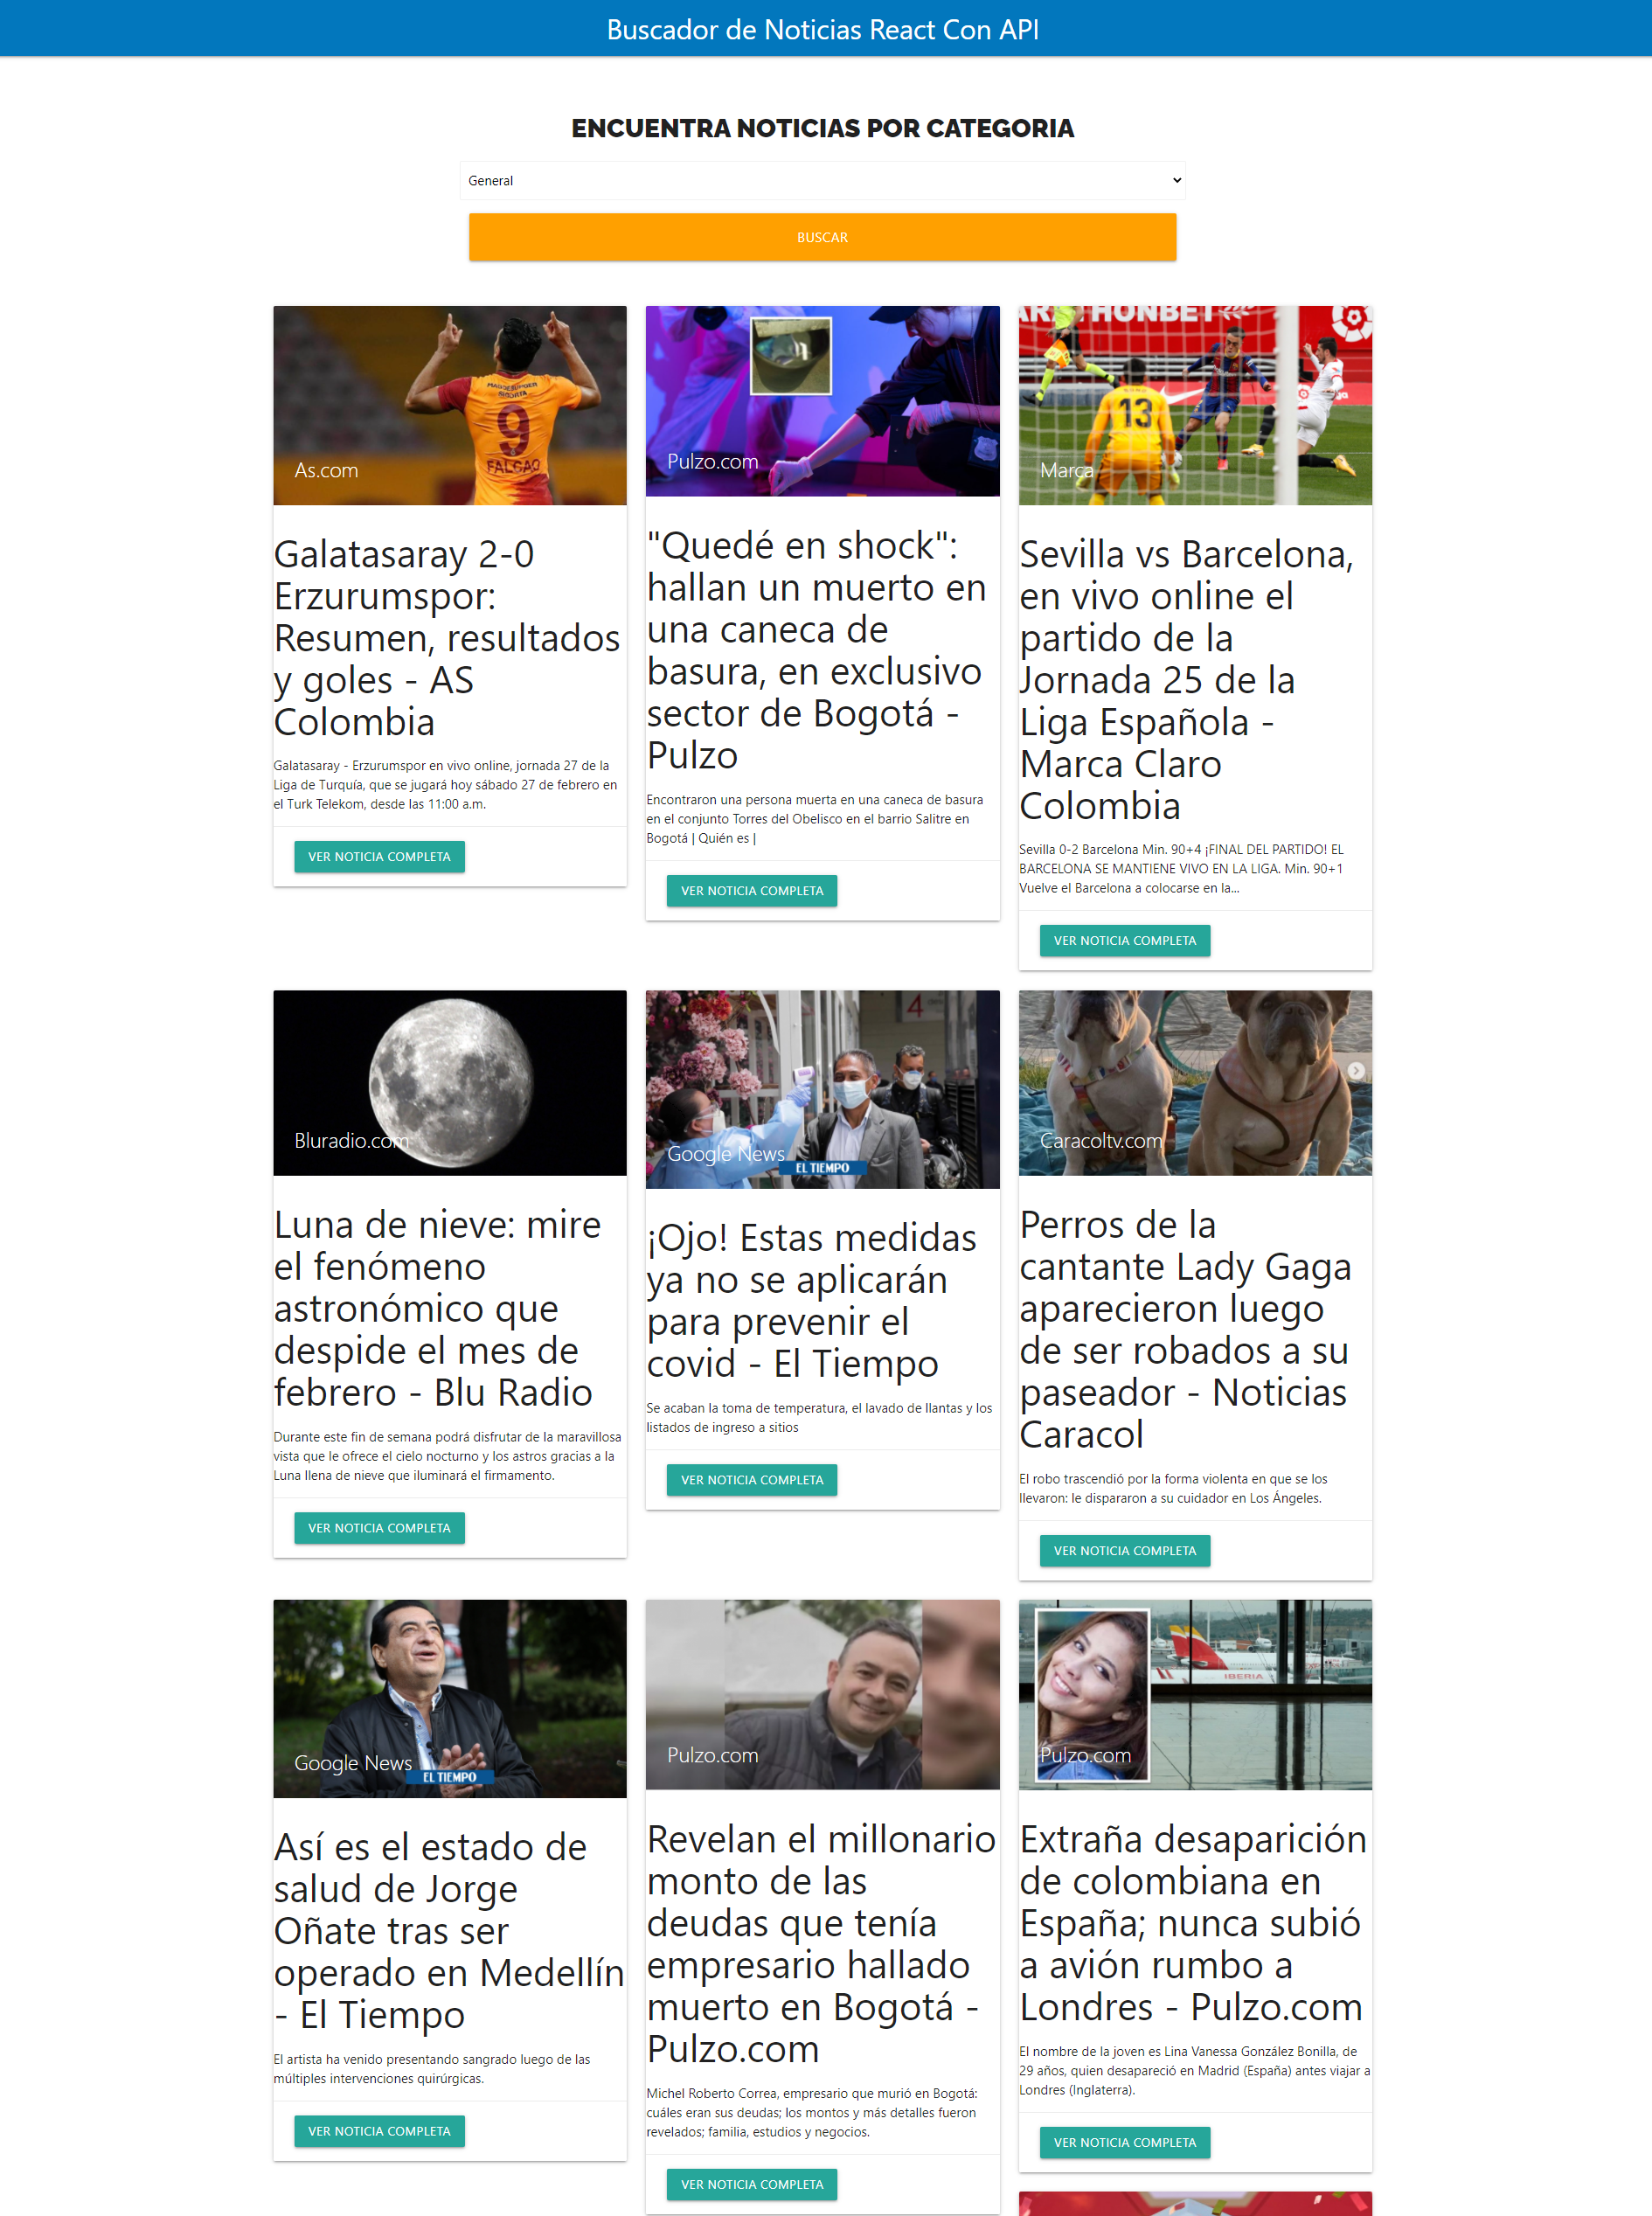 Buscador de Noticias React Con API
ENCUENTRA NOTICIAS POR CATEGORIA
General
BUSCAR
MAGDEBURGER
SIGORTA
9
FALCAO
As.com
Galatasaray 2-0
Erzurumspor:
Resumen, resultados
y goles - AS
Colombia
Galatasaray - Erzurumspor en vivo online, jornada 27 de la
Liga de Turquía, que se jugará hoy sábado 27 de febrero en
el Turk Telekom, desde las 11:00 a.m.
VER NOTICIA COMPLETA
Pulzo.com
"Quedé en shock":
hallan un muerto en
una caneca de
basura, en exclusivo
sector de Bogotá -
Pulzo
Encontraron una persona muerta en una caneca de basura
en el conjunto Torres del Obelisco en el barrio Salitre en
Bogotá | Quién es |
VER NOTICIA COMPLETA
13
Marca
Sevilla vs Barcelona,
en vivo online el
partido de la
Jornada 25 de la
Liga Española -
Marca Claro
Colombia
Sevilla 0-2 Barcelona Min. 90+4 ¡FINAL DEL PARTIDO! EL
BARCELONA SE MANTIENE VIVO EN LA LIGA. Min. 90+1
Vuelve el Barcelona a colocarse en la...
VER NOTICIA COMPLETA
Bluradio.com
Luna de nieve: mire
el fenómeno
astronómico que
despide el mes de
febrero - Blu Radio
Durante este fin de semana podrá disfrutar de la maravillosa
vista que le ofrece el cielo nocturno y los astros gracias a la
Luna llena de nieve que iluminará el firmamento.
VER NOTICIA COMPLETA
4
Google News
EL TIEMPO
¡Ojo! Estas medidas
ya no se aplicarán
para prevenir el
covid - El Tiempo
Se acaban la toma de temperatura, el lavado de llantas y los
listados de ingreso a sitios
VER NOTICIA COMPLETA
Caracoltv.com
Perros de la
cantante Lady Gaga
aparecieron luego
de ser robados a su
paseador - Noticias
Caracol
El robo trascendió por la forma violenta en que se los
llevaron: le dispararon a su cuidador en Los Ángeles.
VER NOTICIA COMPLETA
Google News
EL TIEMPO
Así es el estado de
salud de Jorge
Oñate tras ser
operado en Medellín
- El Tiempo
El artista ha venido presentando sangrado luego de las
múltiples intervenciones quirúrgicas.
VER NOTICIA COMPLETA
Pulzo.com
Revelan el millonario
monto de las
deudas que tenía
empresario hallado
muerto en Bogotá -
Pulzo.com
Michel Roberto Correa, empresario que murió en Bogotá:
cuáles eran sus deudas; los montos y más detalles fueron
revelados; familia, estudios y negocios.
VER NOTICIA COMPLETA
IBERIA
Pulzo.com
Extraña desaparición
de colombiana en
España; nunca subió
a avión rumbo a
Londres - Pulzo.com
El nombre de la joven es Lina Vanessa González Bonilla, de
29 años, quien desapareció en Madrid (España) antes viajar a
Londres (Inglaterra).
VER NOTICIA COMPLETA